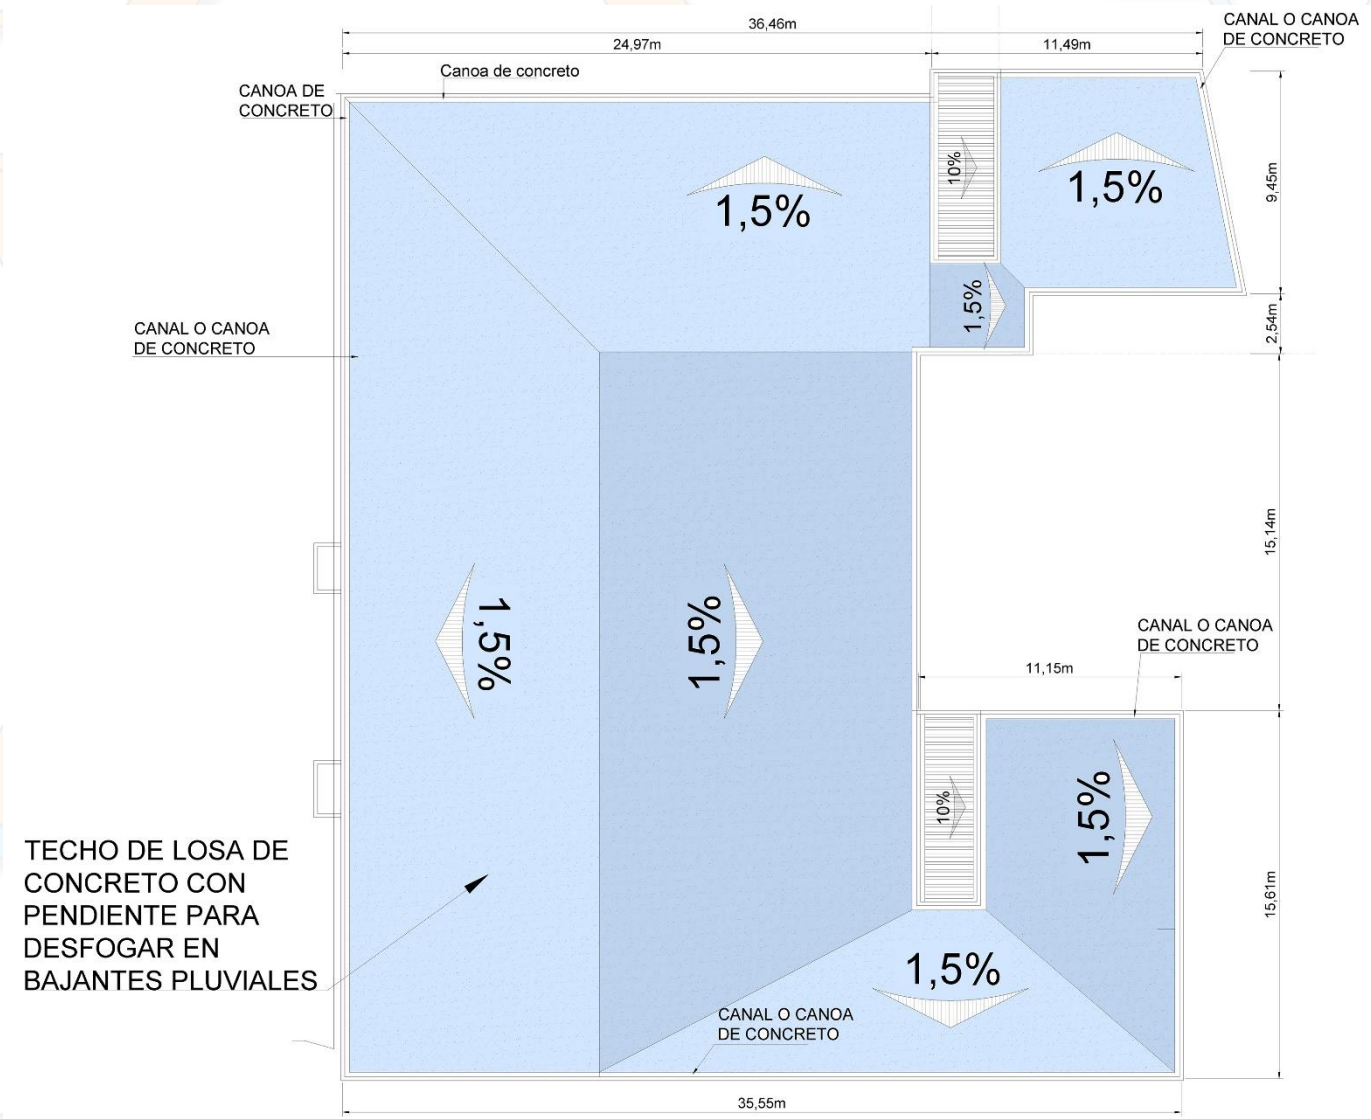 36,46m
24,97m
11,49m
CANAL O CANOA
DE CONCRETO
Canoa de concreto
CANOA DE
CONCRETO
10%
1,5%
1,5%
9,45m
1,5%
2,54m
CANAL O CANOA
DE CONCRETO
15,14m
1,5%
1,5%
CANAL O CANOA
DE CONCRETO
11,15m
10%
1,5%
15,61m
TECHO DE LOSA DE
CONCRETO CON
PENDIENTE PARA
DESFOGAR EN
BAJANTES PLUVIALES
1,5%
CANAL O CANOA
DE CONCRETO
35,55m